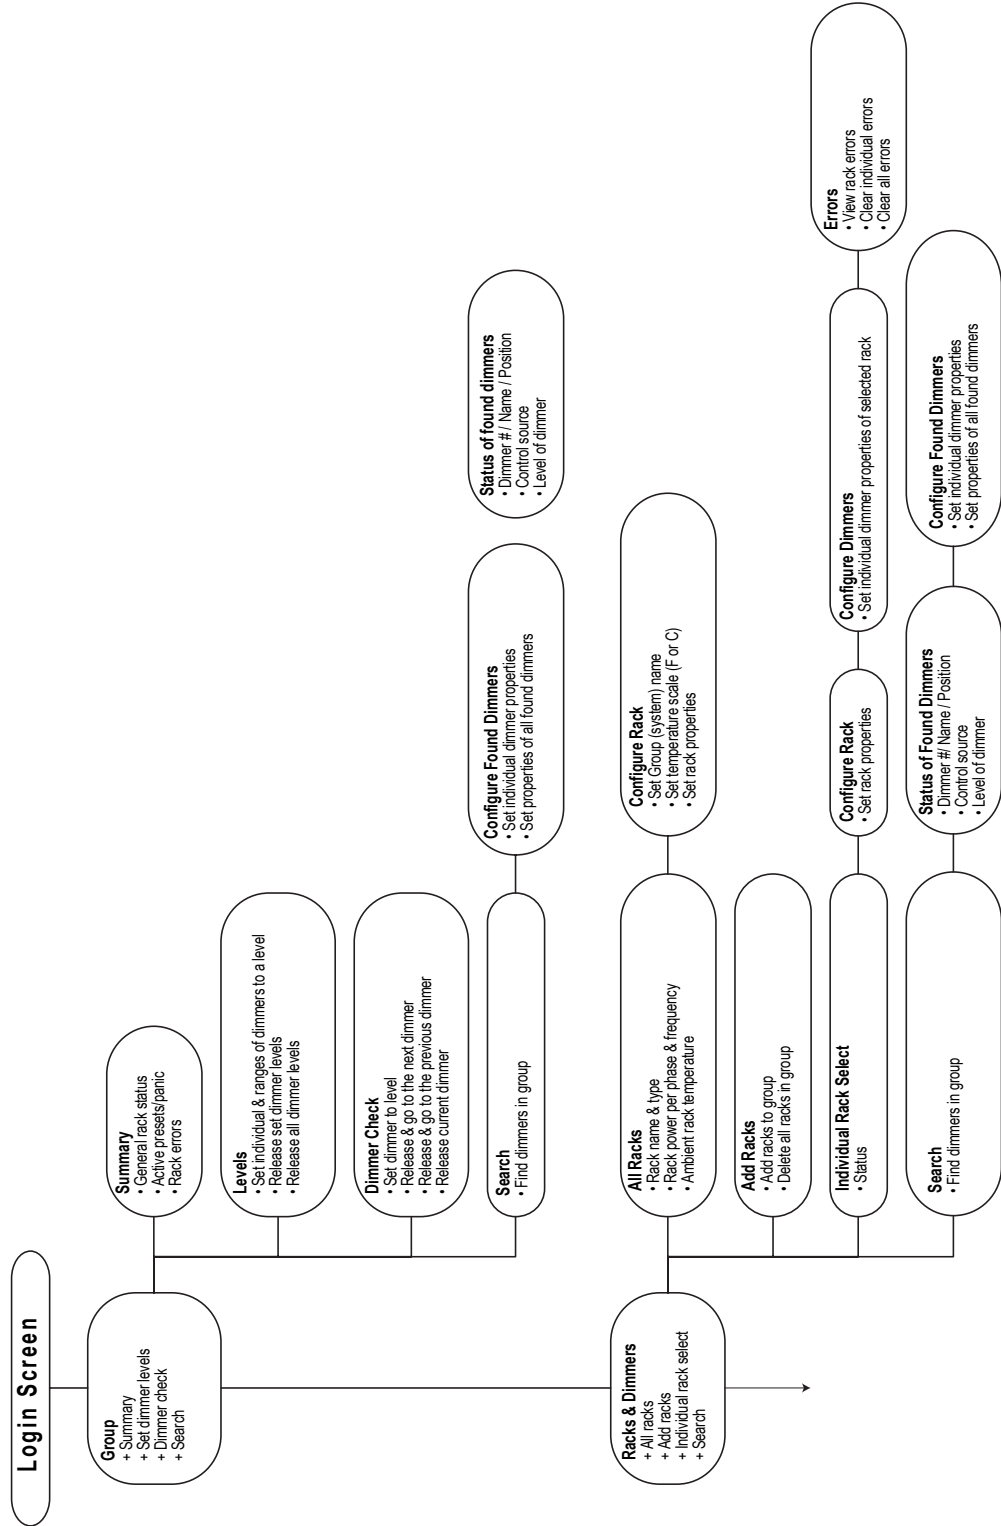 Login Screen
Group
+ Summary
+ Set dimmer levels
+ Dimmer check
+ Search
Summary
• General rack status
• Active presets/panic
• Rack errors
Levels
• Set individual & ranges of dimmers to a level
• Release set dimmer levels
• Release all dimmer levels
Dimmer Check
• Set dimmer to level
• Release & go to the next dimmer
• Release & go to the previous dimmer
• Release current dimmer
Search
• Find dimmers in group
Configure Found Dimmers
• Set individual dimmer properties
• Set properties of all found dimmers
Status of found dimmers
• Dimmer # / Name / Position
• Control source
• Level of dimmer
Racks & Dimmers
+ All racks
+ Add racks
+ Individual rack select
+ Search
All Racks
• Rack name & type
• Rack power per phase & frequency
• Ambient rack temperature
Configure Rack
• Set Group (system) name
• Set temperature scale (F or C)
• Set rack properties
Add Racks
• Add racks to group
• Delete all racks in group
Individual Rack Select
• Status
Configure Rack
• Set rack properties
Configure Dimmers
• Set individual dimmer properties of selected rack
Errors
• View rack errors
• Clear individual errors
• Clear all errors
Search
• Find dimmers in group
Status of Found Dimmers
• Dimmer #/ Name / Position
• Control source
• Level of dimmer
Configure Found Dimmers
• Set individual dimmer properties
• Set properties of all found dimmers